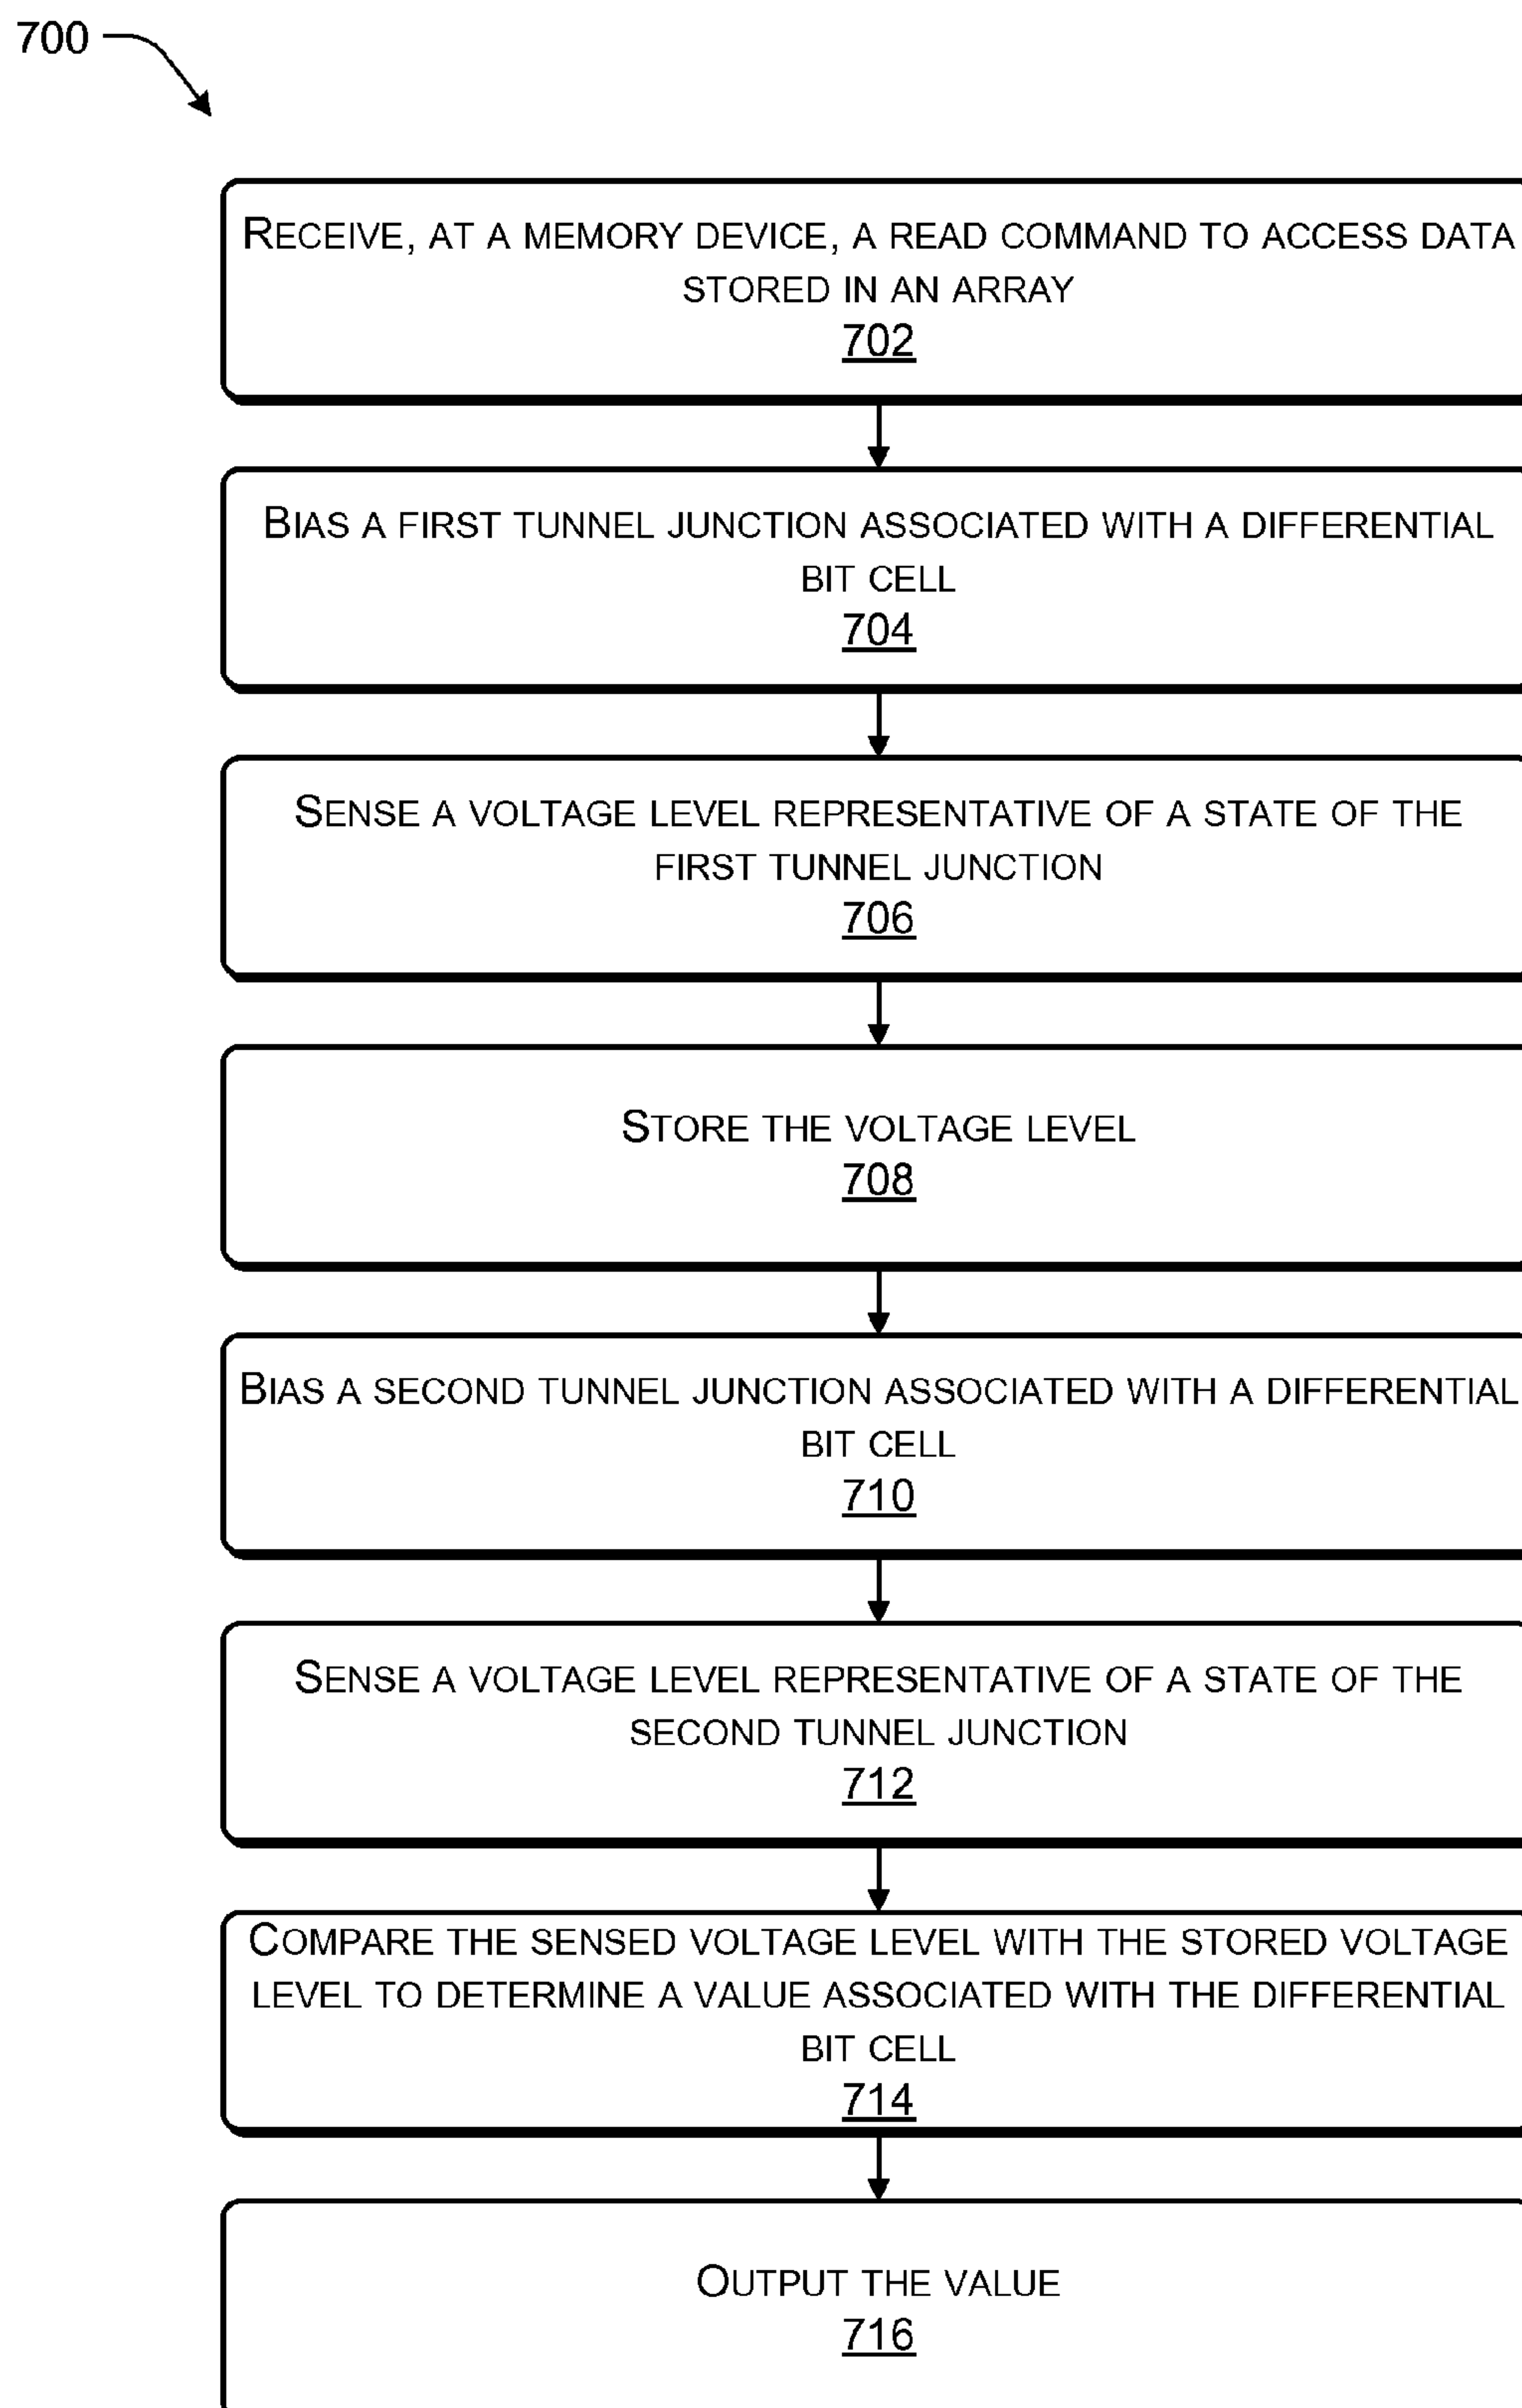 700
RECEIVE, AT A MEMORY DEVICE, A READ COMMAND TO ACCESS DATA
STORED IN AN ARRAY
702
BIAS A FIRST TUNNEL JUNCTION ASSOCIATED WITH A DIFFERENTIAL
BIT CELL
704
SENSE A VOLTAGE LEVEL REPRESENTATIVE OF A STATE OF THE
FIRST TUNNEL JUNCTION
706
STORE THE VOLTAGE LEVEL
708
BIAS A SECOND TUNNEL JUNCTION ASSOCIATED WITH A DIFFERENTIAL
BIT CELL
710
SENSE A VOLTAGE LEVEL REPRESENTATIVE OF A STATE OF THE
SECOND TUNNEL JUNCTION
712
COMPARE THE SENSED VOLTAGE LEVEL WITH THE STORED VOLTAGE
LEVEL TO DETERMINE A VALUE ASSOCIATED WITH THE DIFFERENTIAL
BIT CELL
714
OUTPUT THE VALUE
716